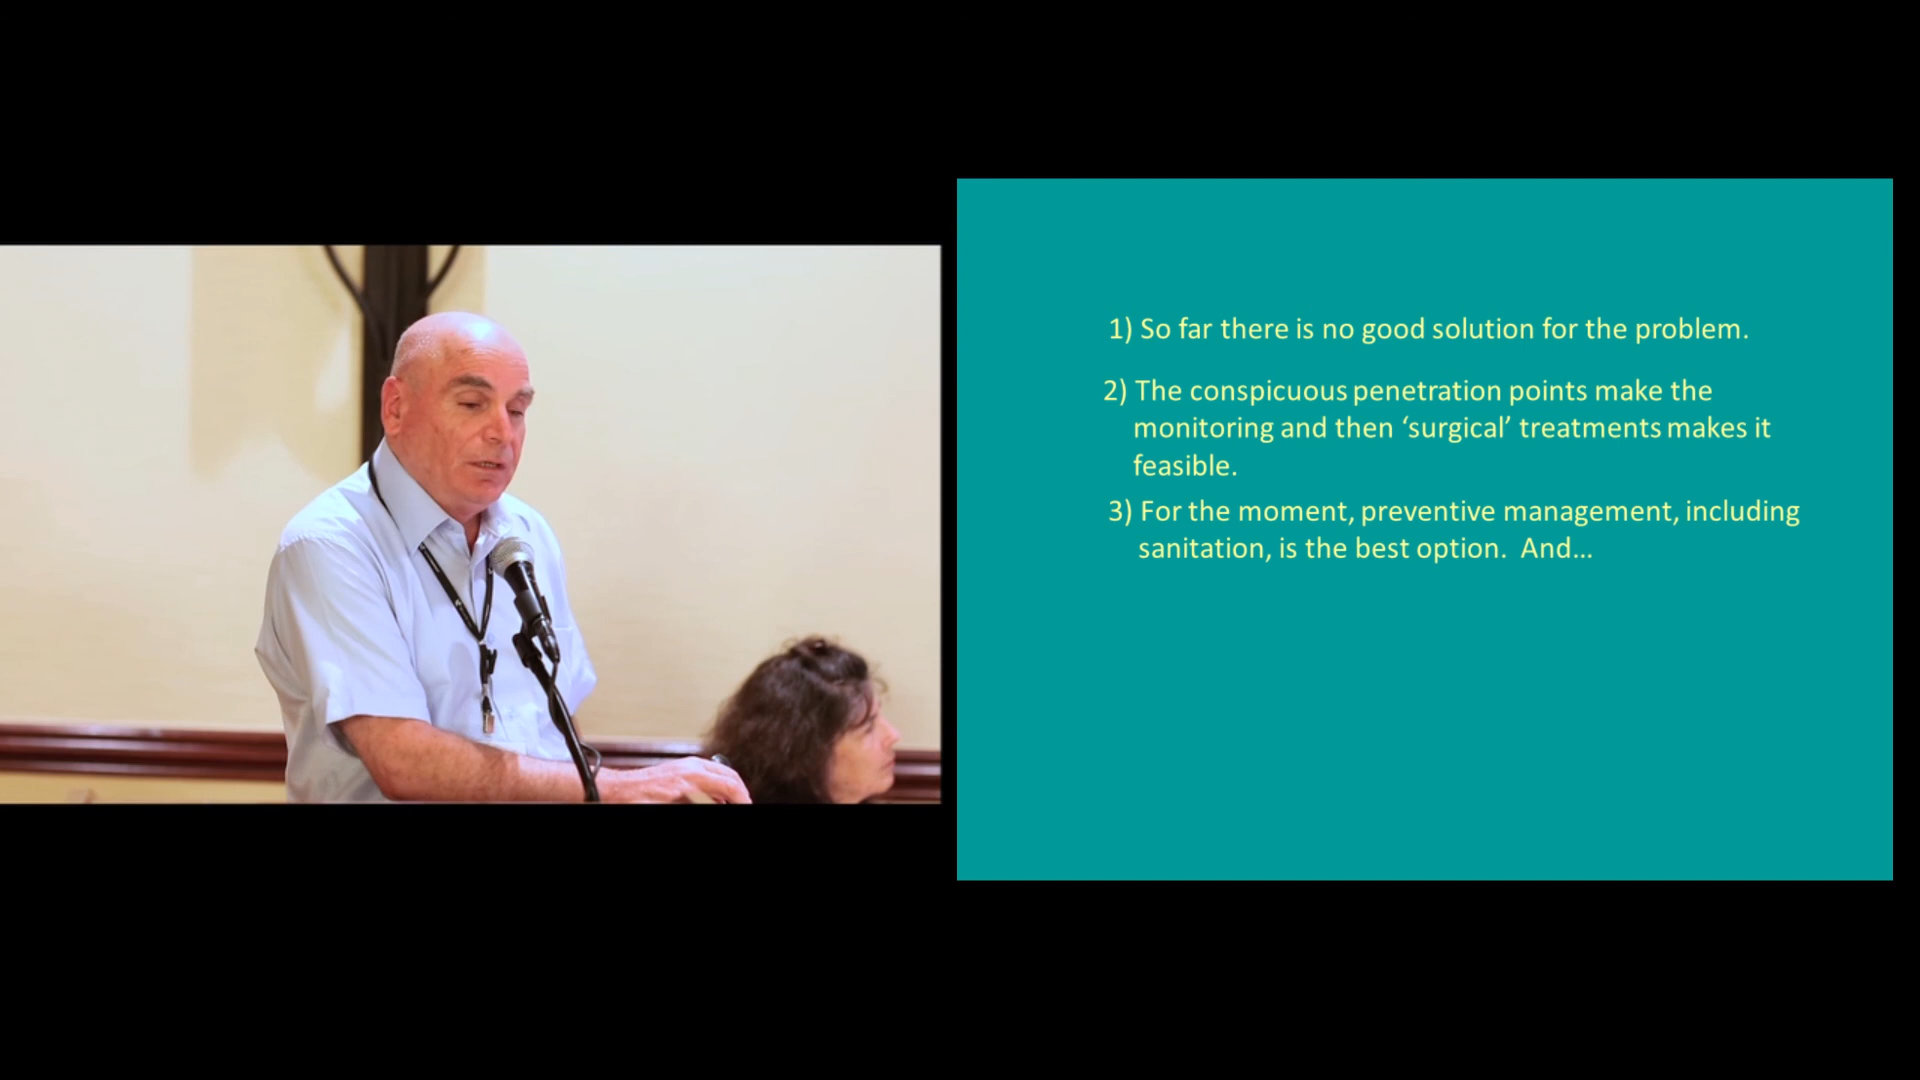 1) So far there is no good solution for the problem.
2) The conspicuous penetration points make the
monitoring and then ‘surgical’ treatments makes it
feasible.
3) For the moment, preventive management, including
sanitation, is the best option.  And...